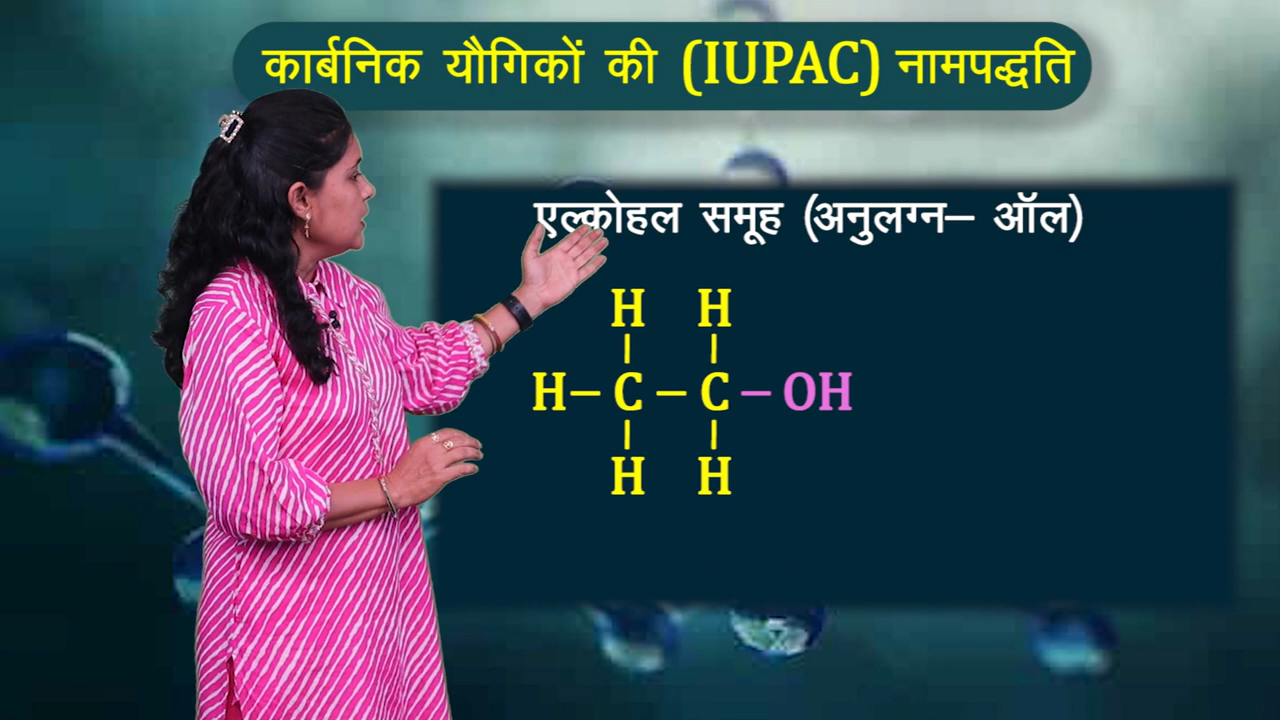 कार्बनिक यौगिकों की (IUPAC) नामपद्धति
एल्कोहल समूह (अनुलग्न– ऑल)
H H
H–C–C–OH
H H